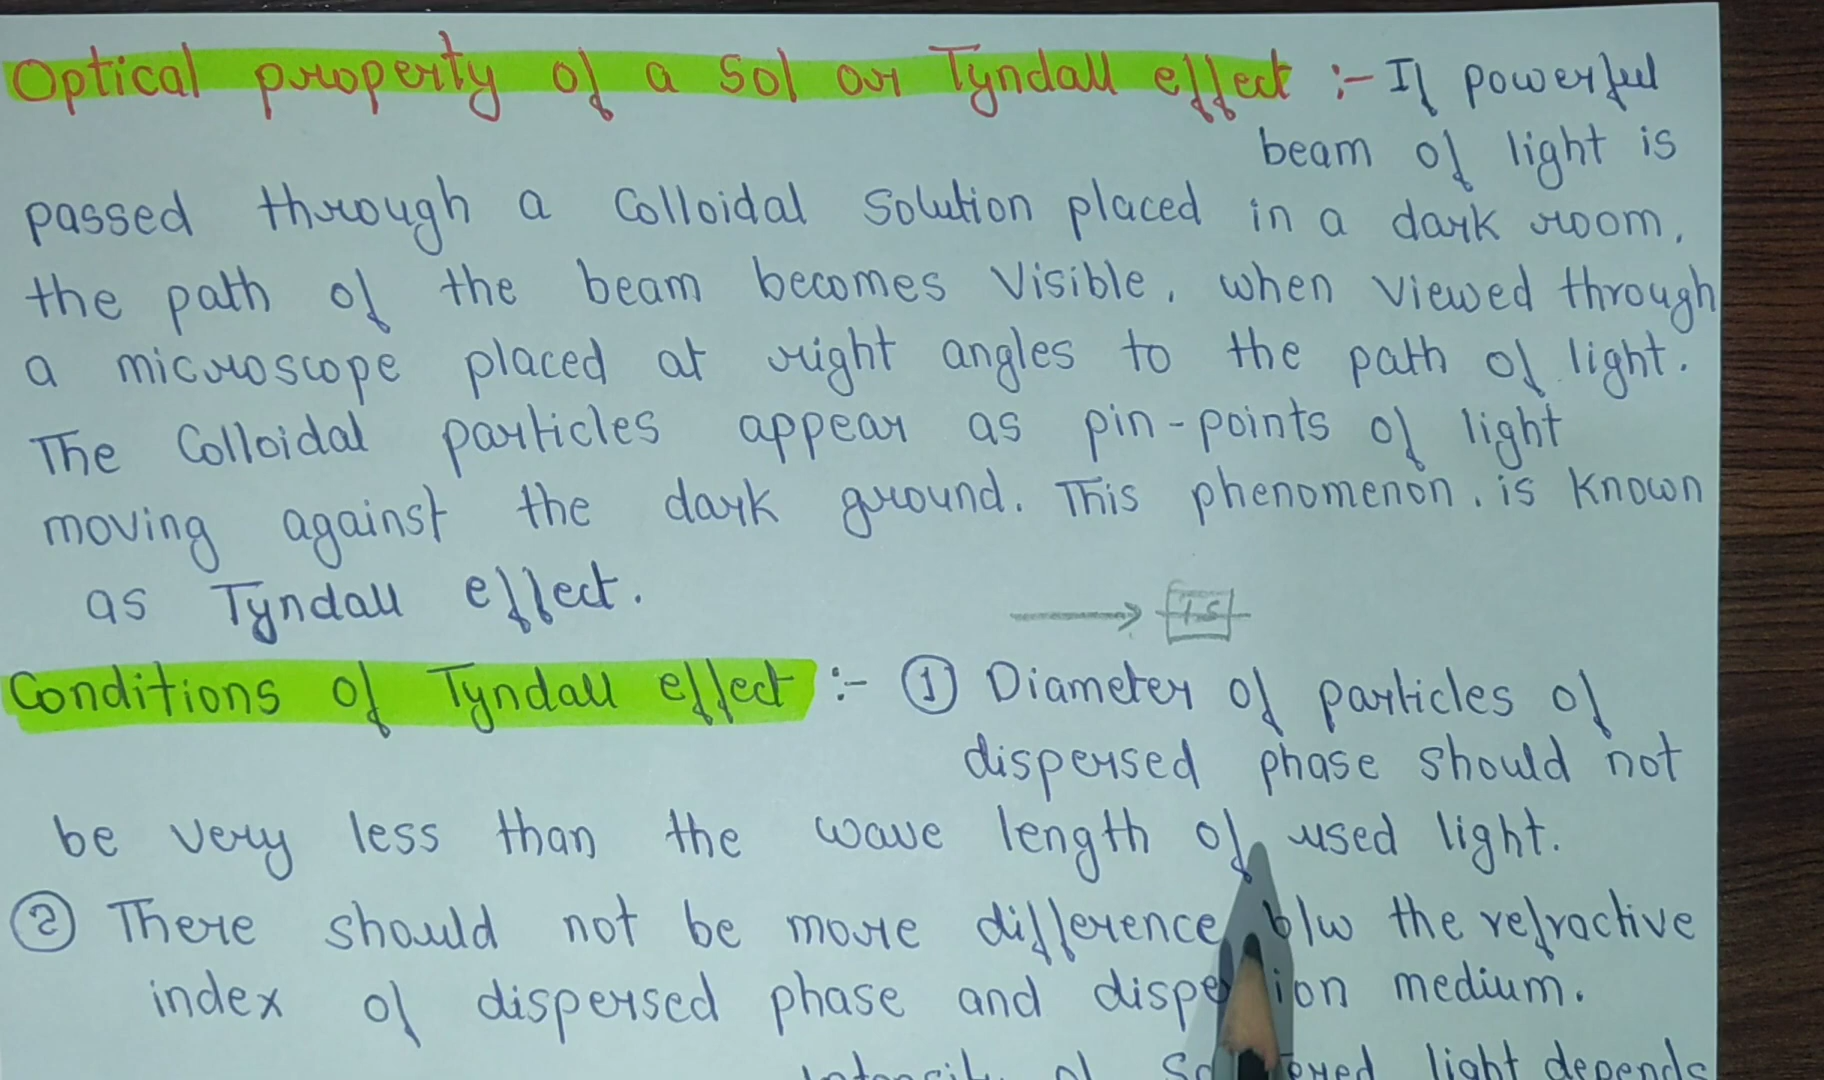 Optical property of a Sol or Tyndall effect :- If powerful
beam of light is
passed through a Colloidal Solution placed in a dark room,
the path of the beam becomes Visible, when viewed through
a microscope placed at right angles to the path of light.
The Colloidal particles appear as pin-points of light
moving against the dark ground. This phenomenon, is Known
as Tyndall effect.
T S
Conditions of Tyndall effect :- ① Diameter of particles of
dispersed phase should not
be very less than the wave length of used light.
② There should not be more difference b/w the refractive
index of dispersed phase and medium.
of light depends